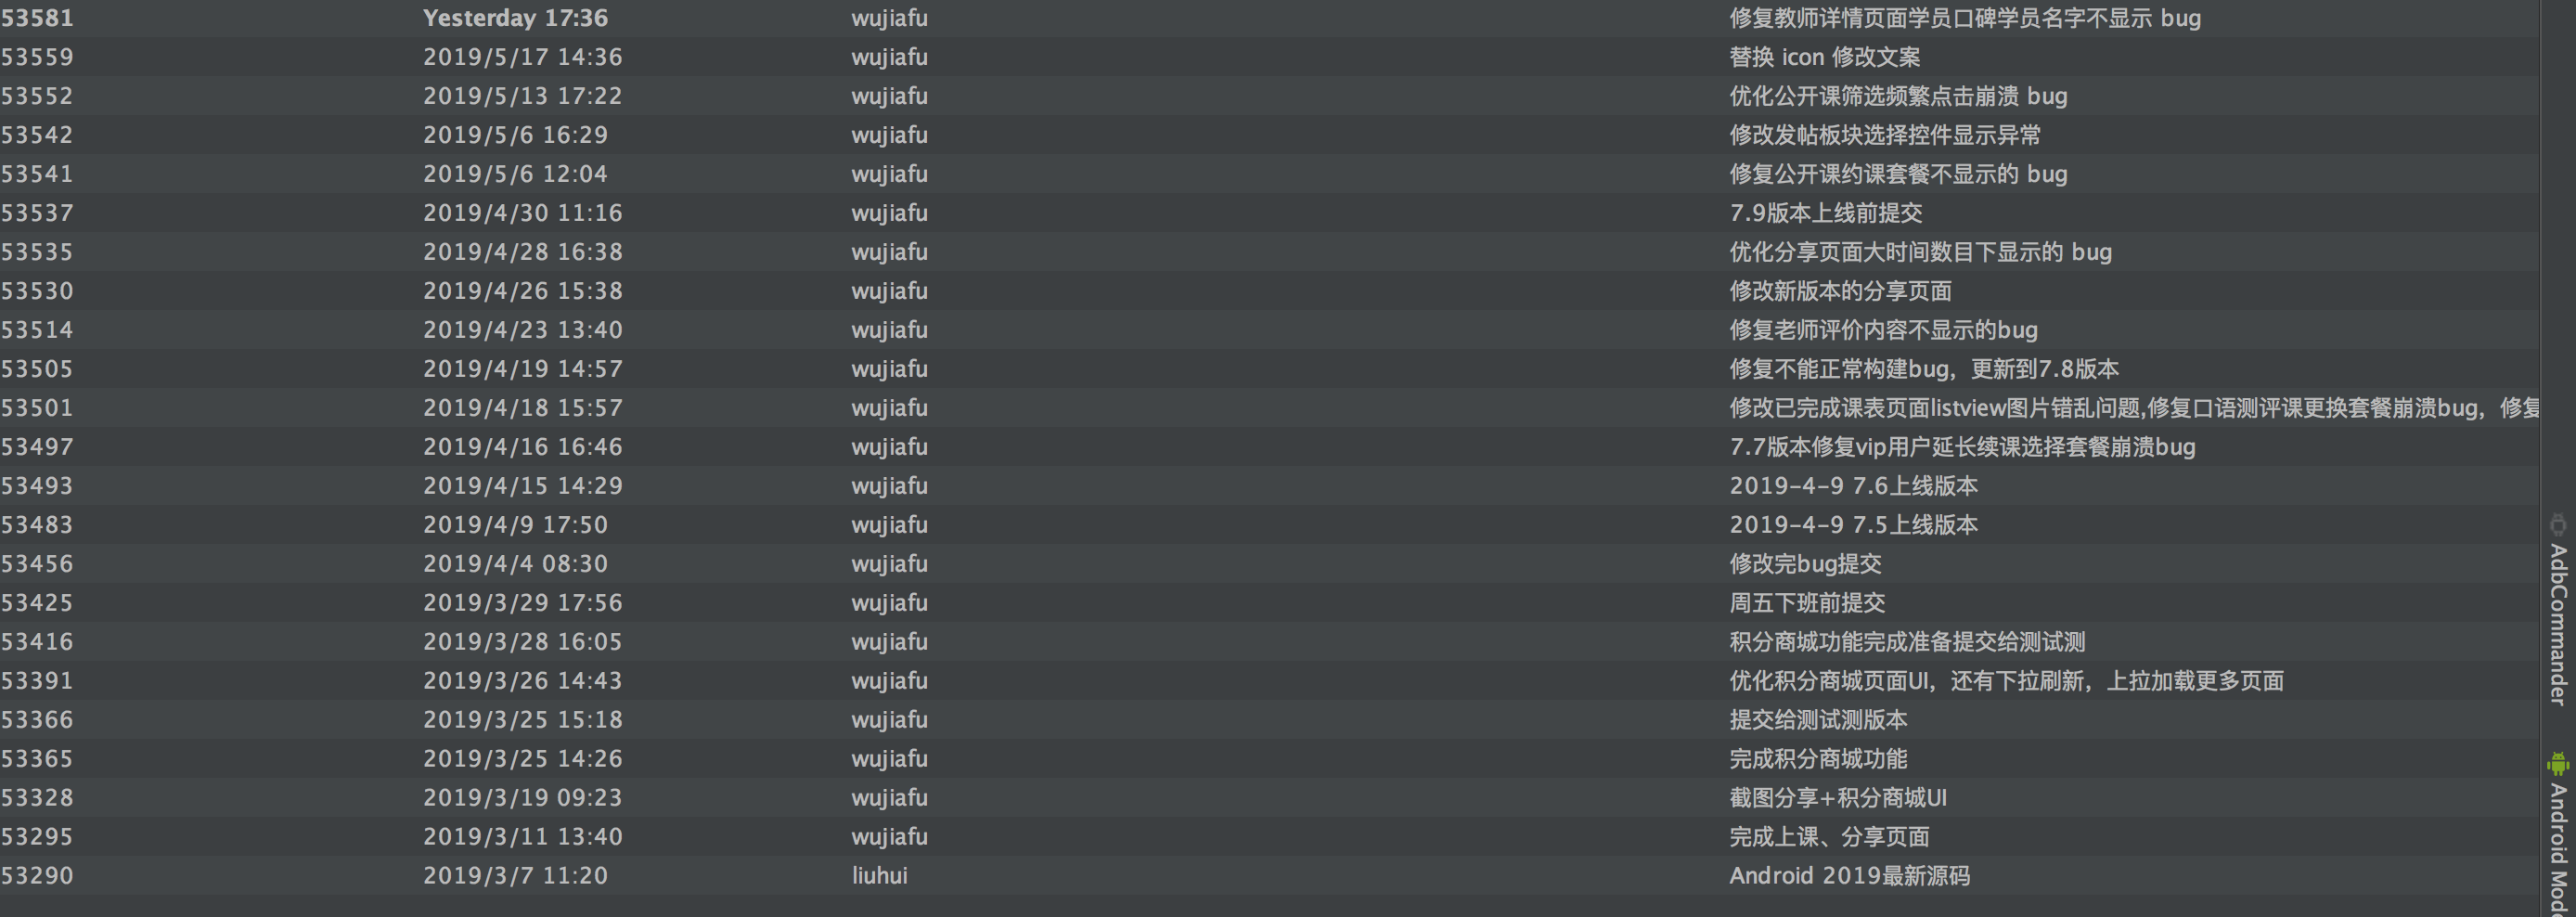 53581 Yesterday 17:36 wujiafu 修复教师详情页面学员口碑学员名字不显示 bug
53559 2019/5/17 14:36 wujiafu 替换 icon 修改文案
53552 2019/5/13 17:22 wujiafu 优化公开课筛选频繁点击崩溃 bug
53542 2019/5/6 16:29 wujiafu 修改发帖板块选择控件显示异常
53541 2019/5/6 12:04 wujiafu 修复公开课约课套餐不显示的 bug
53537 2019/4/30 11:16 wujiafu 7.9版本上线前提交
53535 2019/4/28 16:38 wujiafu 优化分享页面大时间数目下显示的 bug
53530 2019/4/26 15:38 wujiafu 修改新版本的分享页面
53514 2019/4/23 13:40 wujiafu 修复老师评价内容不显示的bug
53505 2019/4/19 14:57 wujiafu 修复不能正常构建bug，更新到7.8版本
53501 2019/4/18 15:57 wujiafu 修改已完成课表页面listview图片错乱问题,修复口语测评课更换套餐崩溃bug，修复
53497 2019/4/16 16:46 wujiafu 7.7版本修复vip用户延长续课选择套餐崩溃bug
53493 2019/4/15 14:29 wujiafu 2019-4-9 7.6上线版本
53483 2019/4/9 17:50 wujiafu 2019-4-9 7.5上线版本
53456 2019/4/4 08:30 wujiafu 修改完bug提交
53425 2019/3/29 17:56 wujiafu 周五下班前提交
53416 2019/3/28 16:05 wujiafu 积分商城功能完成准备提交给测试测
53391 2019/3/26 14:43 wujiafu 优化积分商城页面UI，还有下拉刷新，上拉加载更多页面
53366 2019/3/25 15:18 wujiafu 提交给测试测版本
53365 2019/3/25 14:26 wujiafu 完成积分商城功能
53328 2019/3/19 09:23 wujiafu 截图分享+积分商城UI
53295 2019/3/11 13:40 wujiafu 完成上课、分享页面
53290 2019/3/7 11:20 liuhui Android 2019最新源码
AdbCommander
Android Mod